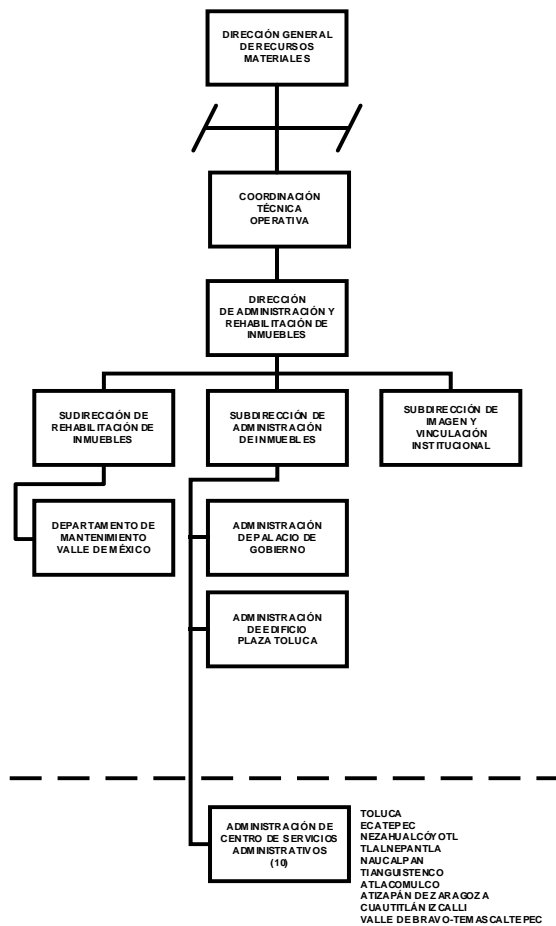 DIRECCIÓN GENERAL
DE RECURSOS
MATERIALES
COORDINACIÓN
TÉCNICA
OPERATIVA
DIRECCIÓN
DE ADMINISTRACIÓN Y
REHABILITACIÓN DE
INMUEBLES
SUDIRECCIÓN DE
REHABILITACIÓN DE
INMUEBLES
SUBDIRECCIÓN DE
ADMINISTRACIÓN
DE INMUEBLES
SUBDIRECCIÓN DE
IMAGEN Y
VINCULACIÓN
INSTITUCIONAL
DEPARTAMENTO DE
MANTENIMIENTO
VALLE DE MÉXICO
ADMINISTRACIÓN
DE PALACIO DE
GOBIERNO
ADMINISTRACIÓN
DE EDIFICIO
PLAZA TOLUCA
ADMINISTRACIÓN DE
CENTRO DE SERVICIOS
ADMINISTRATIVOS
(10)
TOLUCA
ECATEPEC
NEZAHUALCÓYOTL
TLALNEPANTLA
NAUCALPAN
TIANGUISTENCO
ATLACOMULCO
ATIZAPÁN DE ZARAGOZA
CUAUTITLÁN IZCALLI
VALLE DE BRAVO-TEMASCALTEPEC